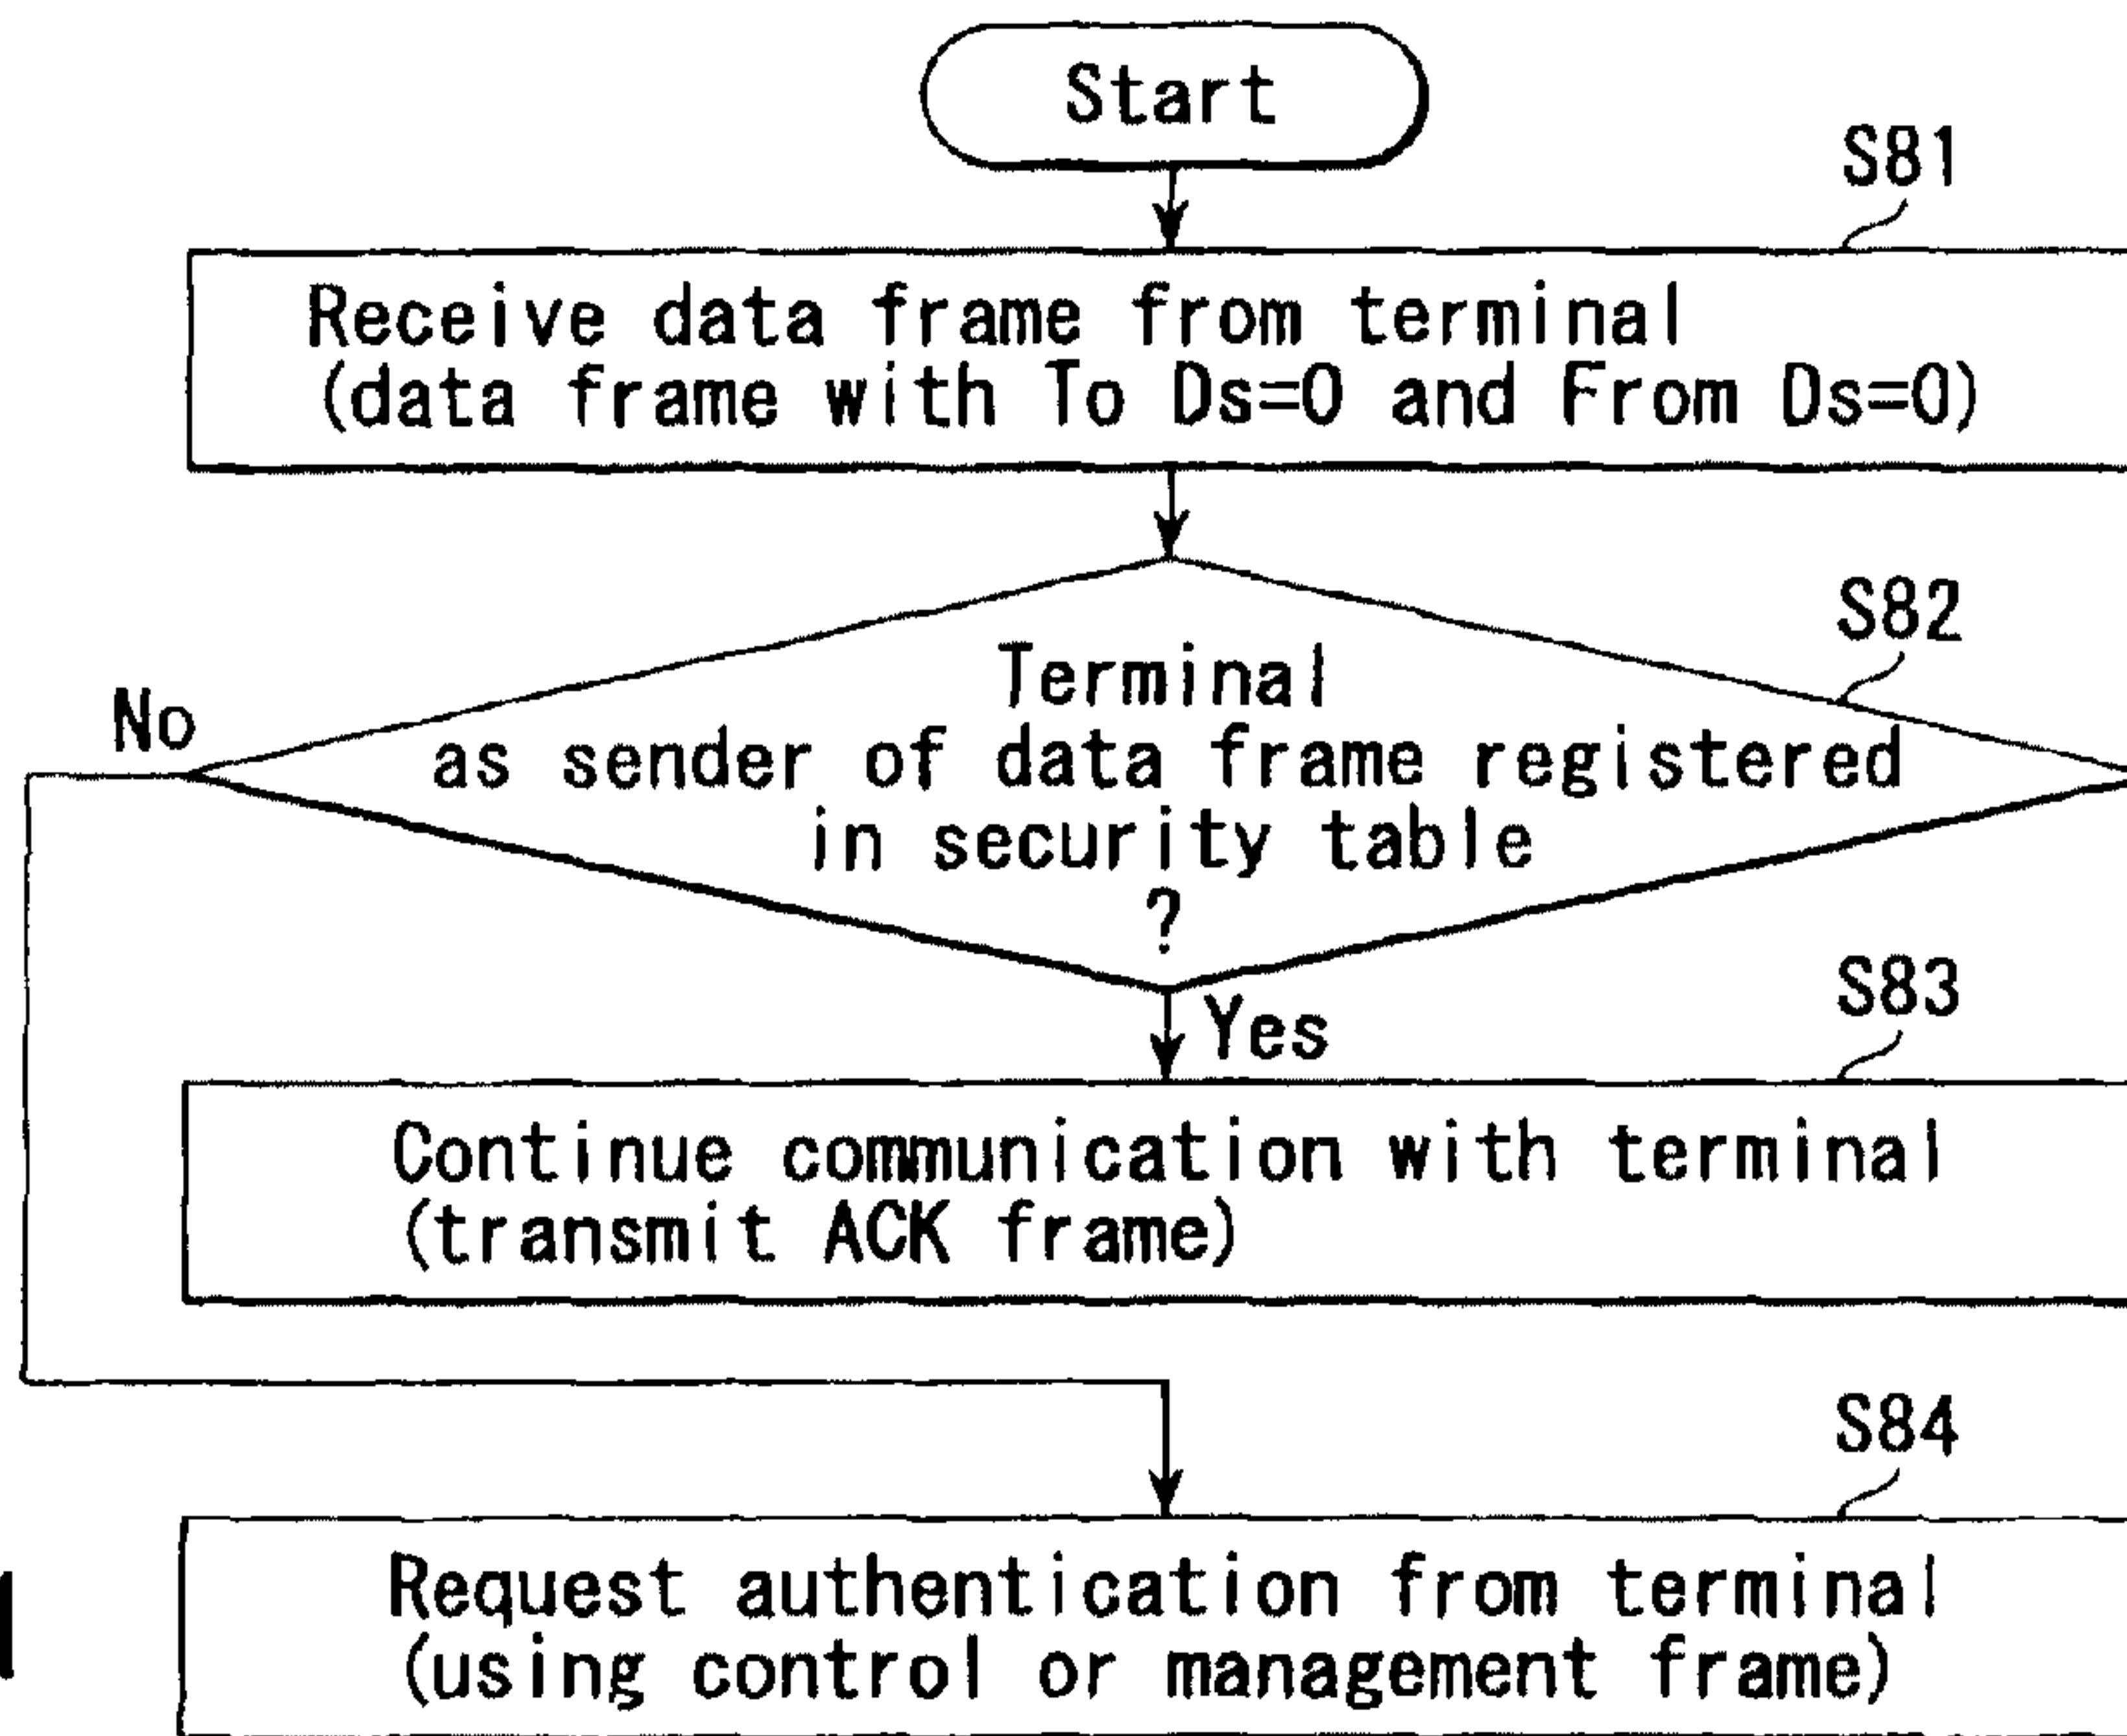 Start
S81
Receive data frame from terminal
(data frame with To Ds=0 and From Ds=0)
S82
No
Terminal
as sender of data frame registered
in security table
?
Yes
S83
Continue communication with terminal
(transmit ACK frame)
S84
Request authentication from terminal
(using control or management frame)